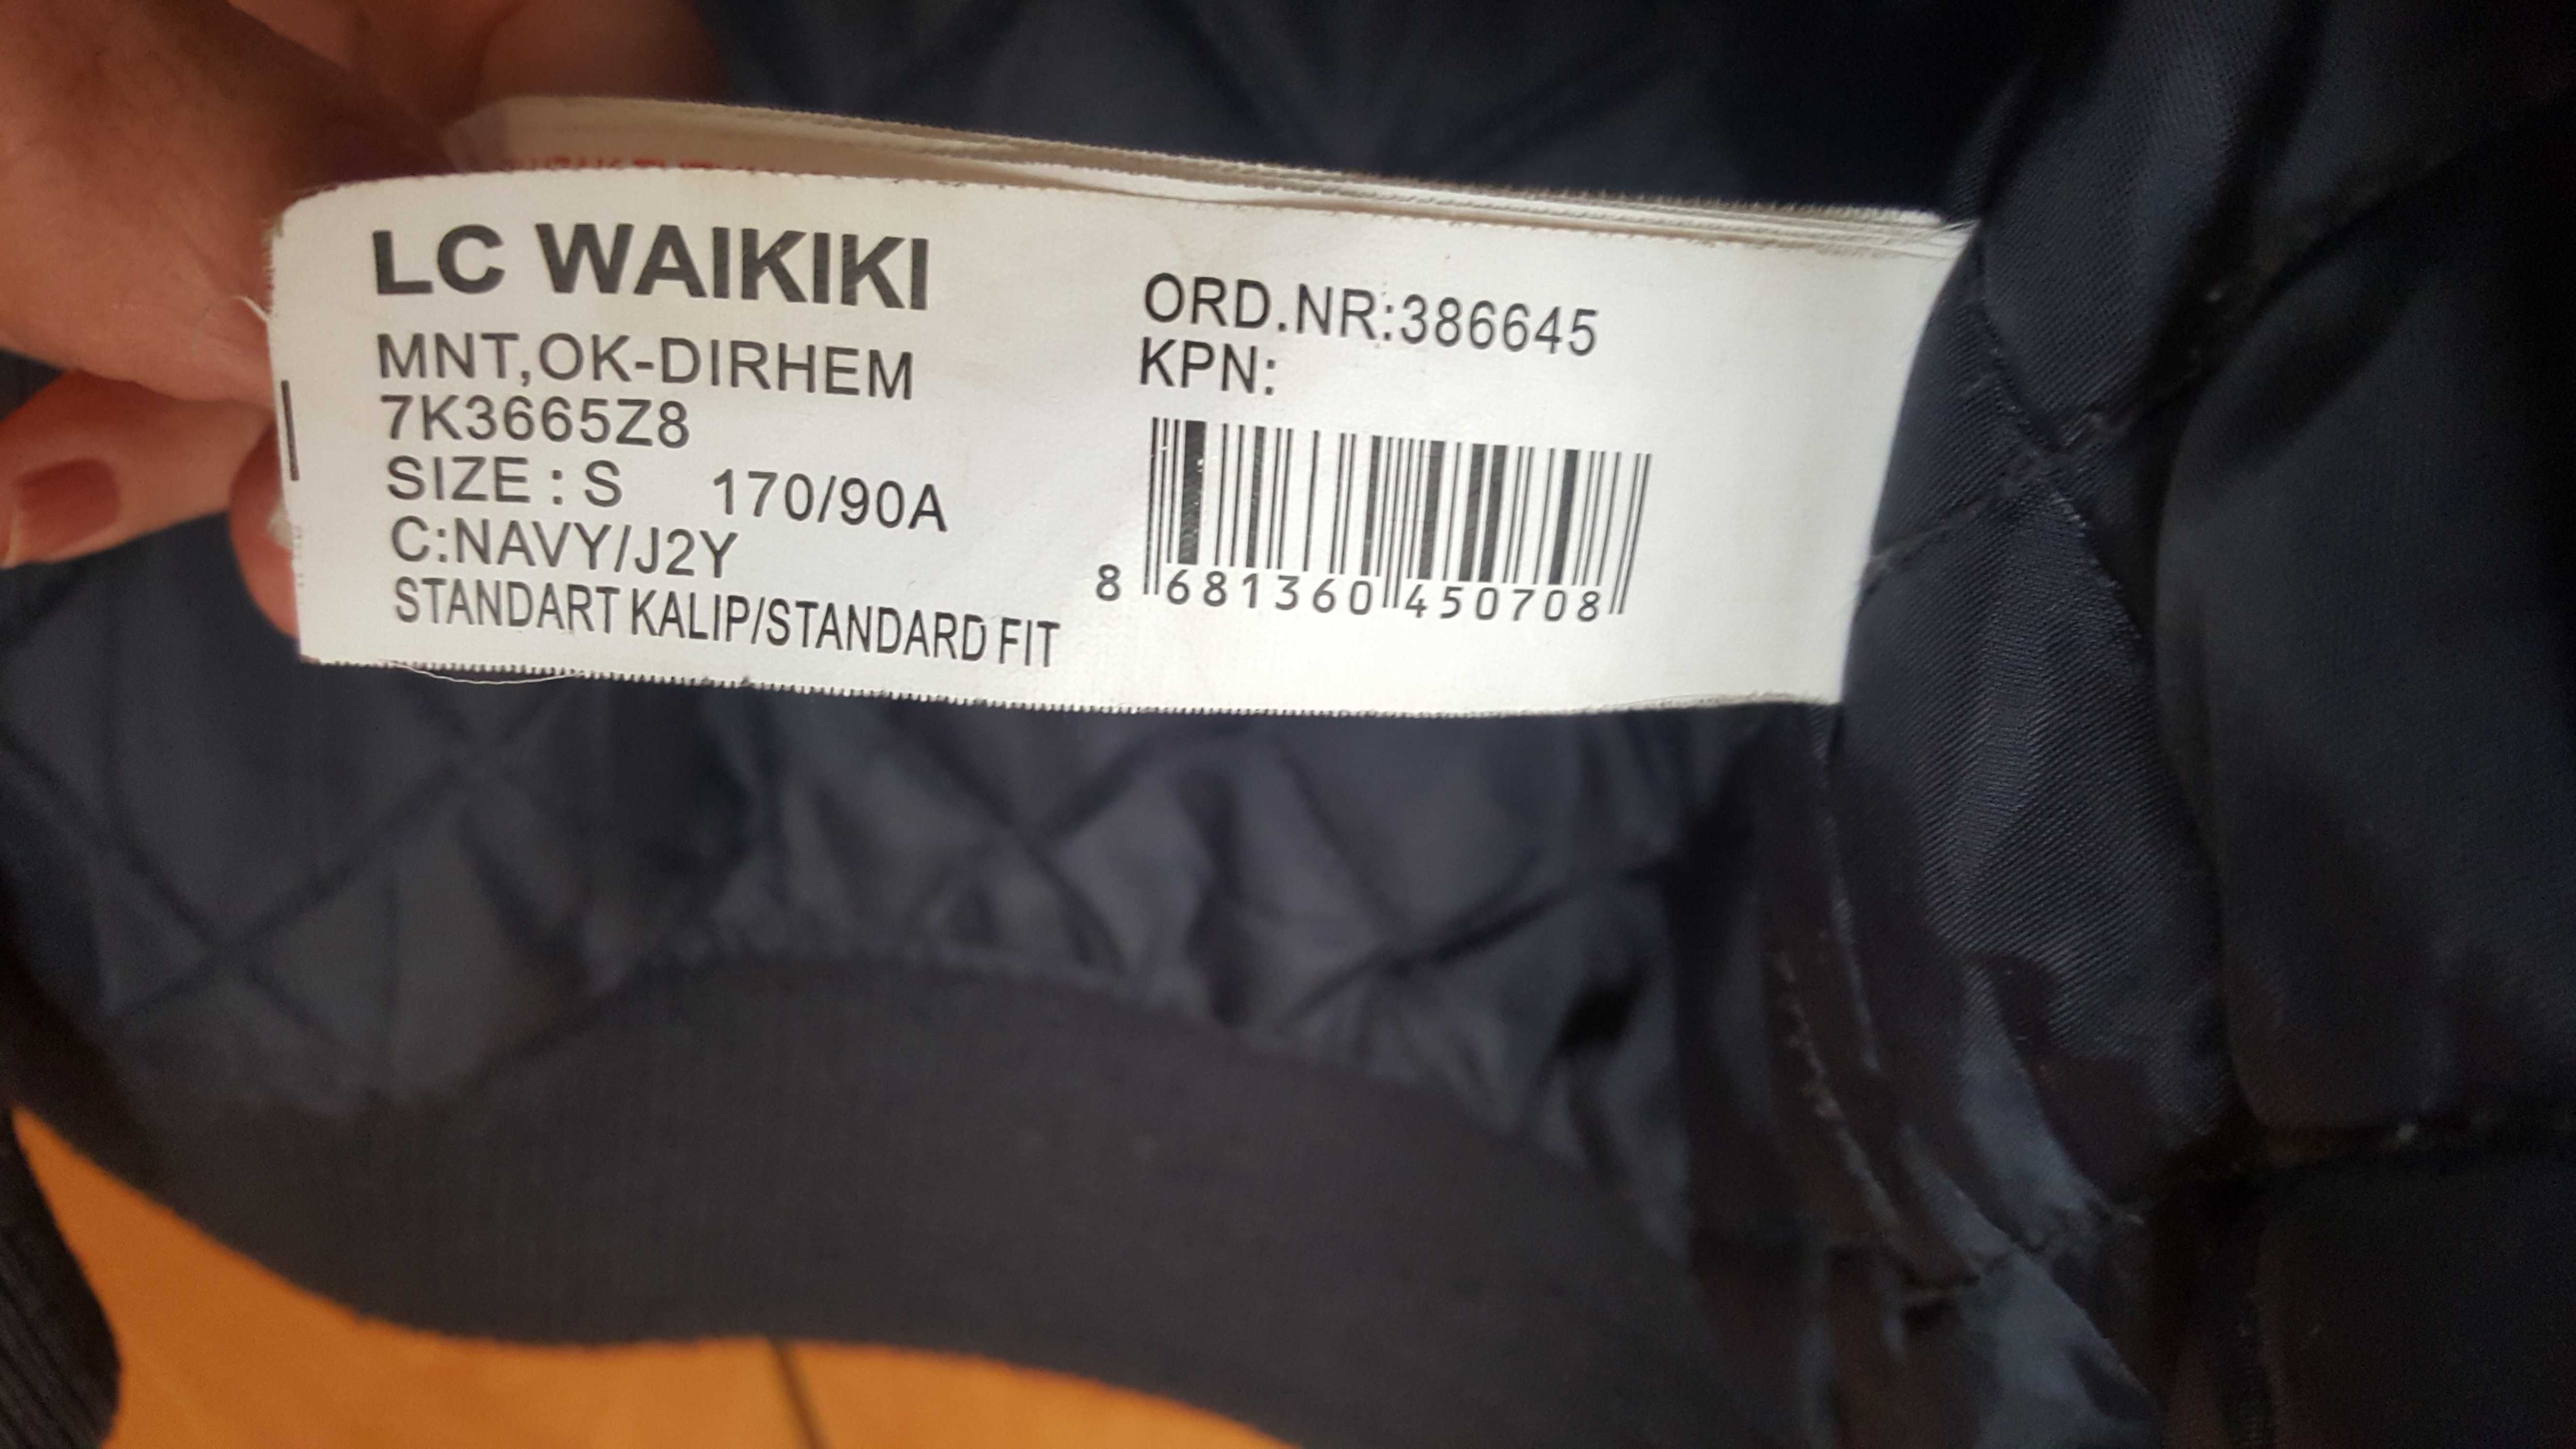 LC WAIKIKI
MNT,OK-DIRHEM
7K3665Z8
SIZE : S 170/90A
C:NAVY/J2Y
STANDART KALIP/STANDARD FIT
ORD.NR:386645
KPN:
8 681360 450708